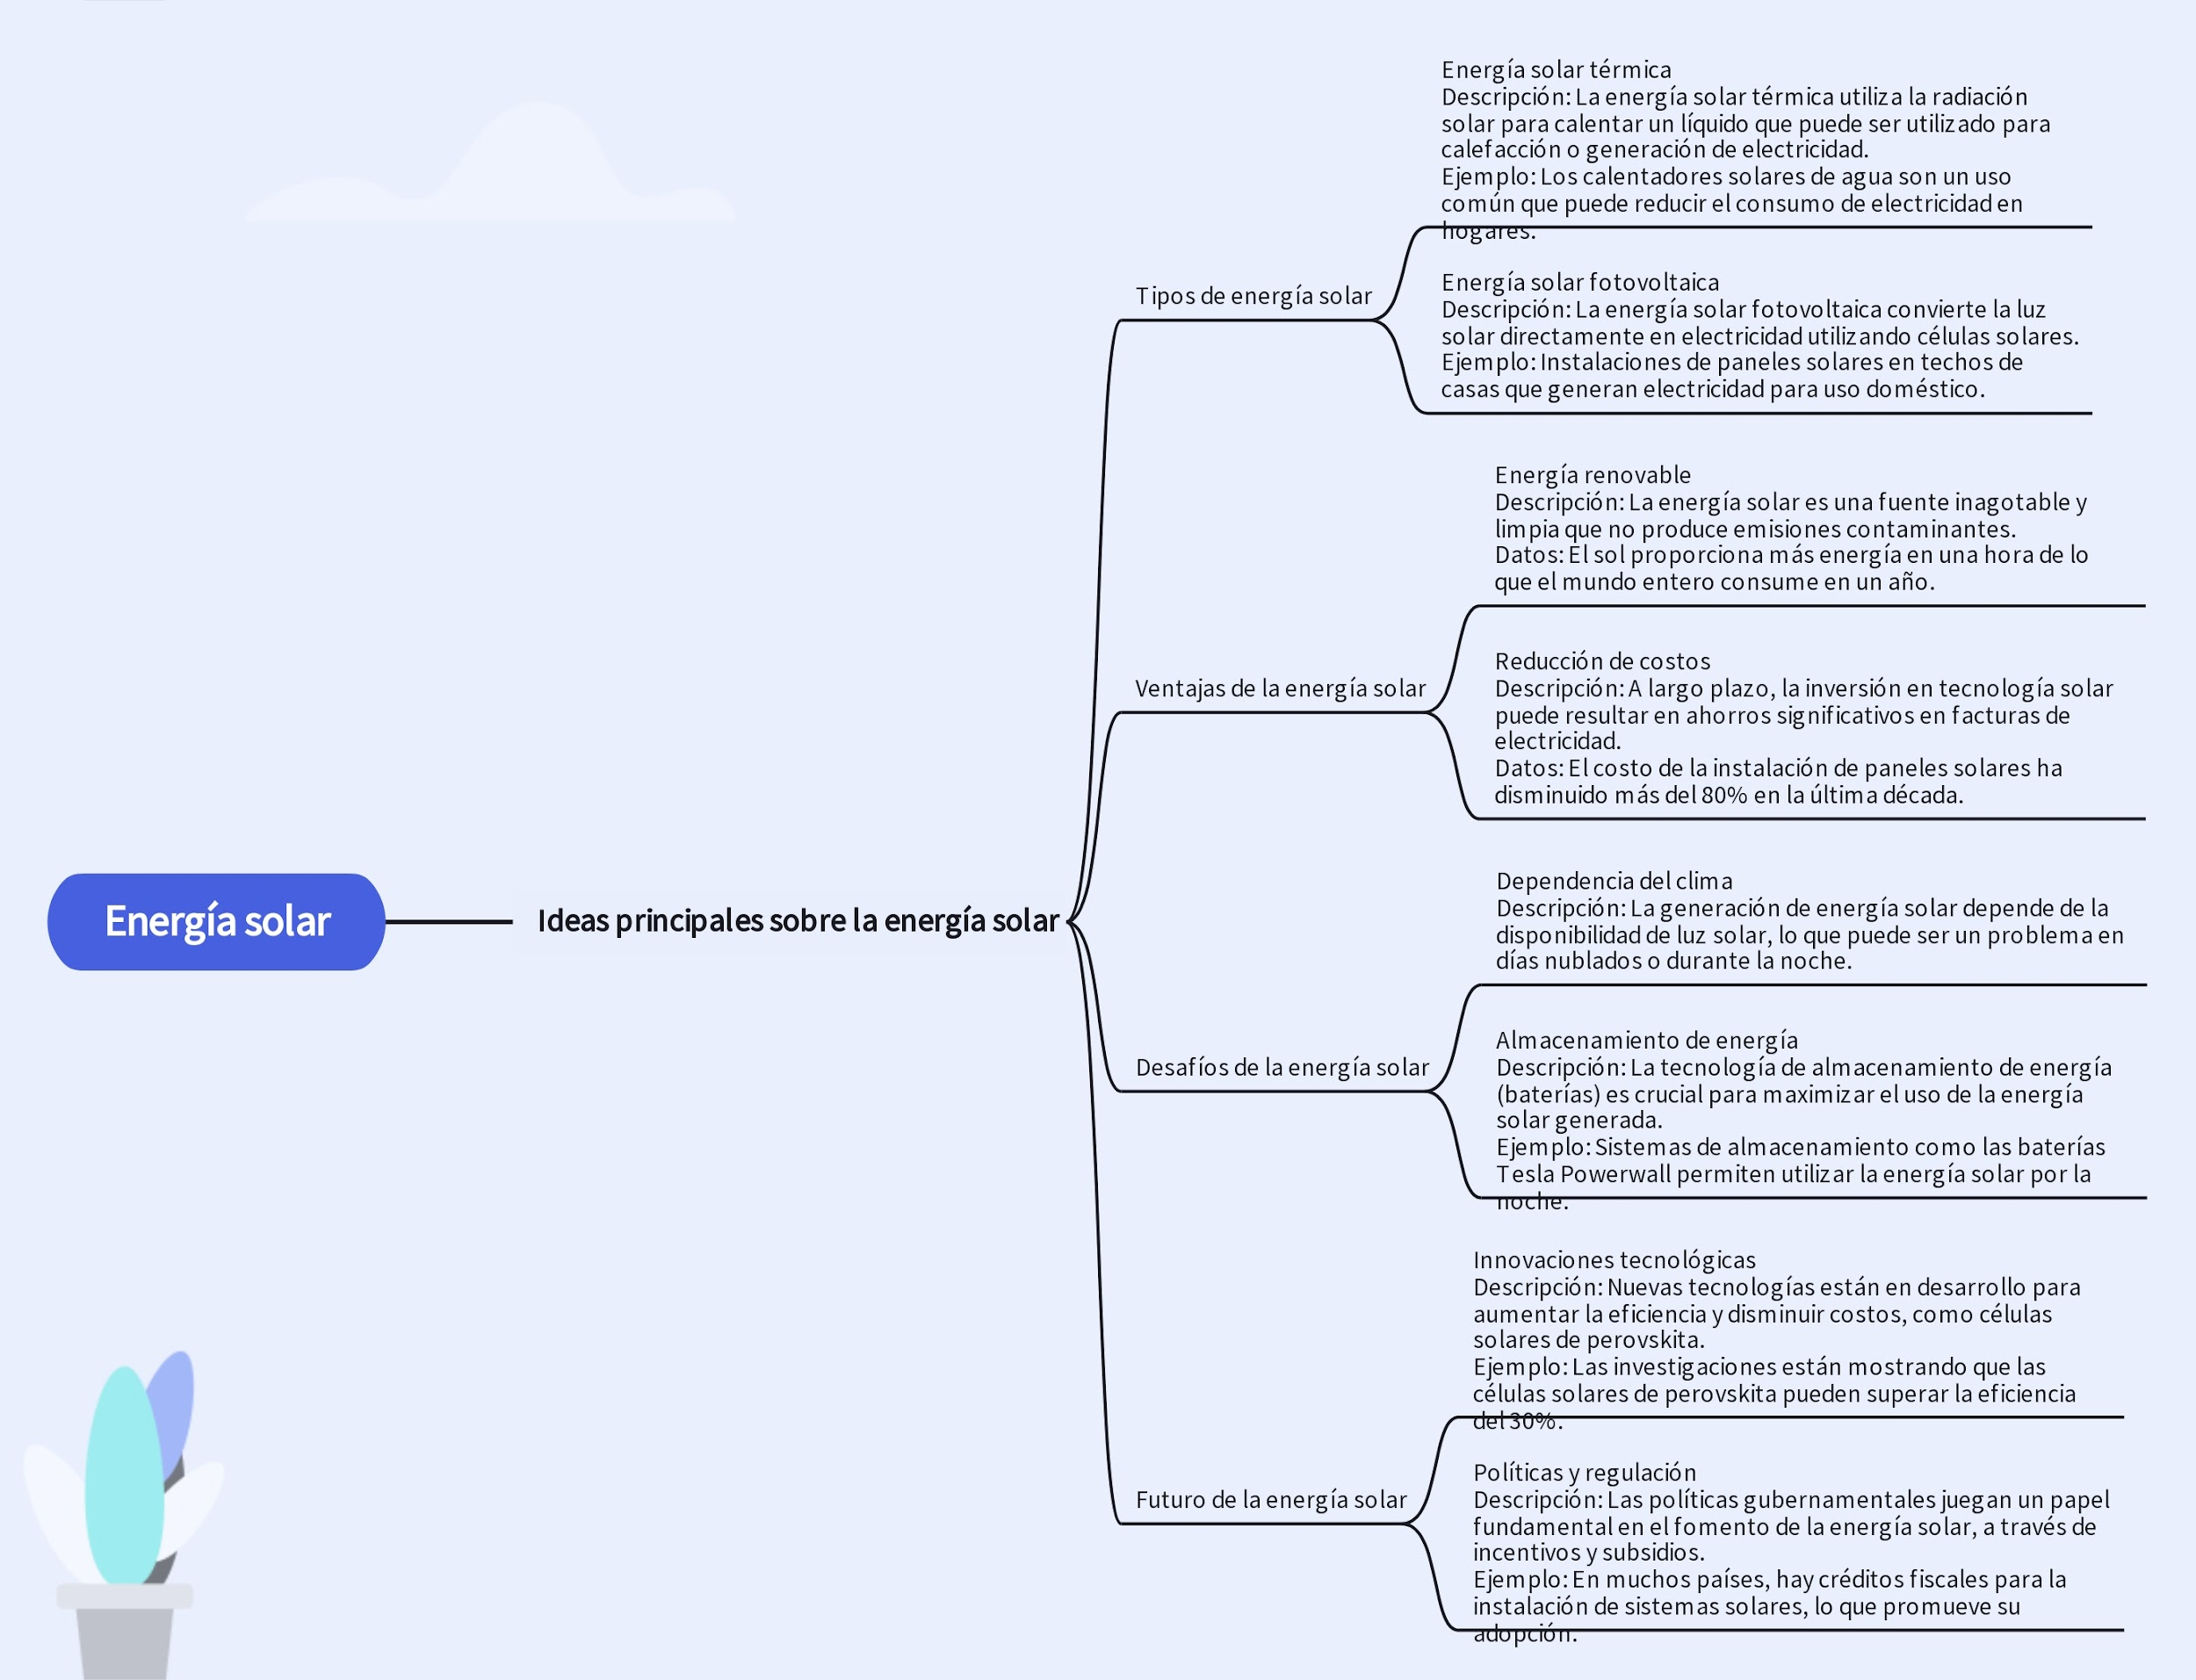 Energía solar
Ideas principales sobre la energía solar
Tipos de energía solar
Energía solar térmica
Descripción: La energía solar térmica utiliza la radiación
solar para calentar un líquido que puede ser utilizado para
calefacción o generación de electricidad.
Ejemplo: Los calentadores solares de agua son un uso
común que puede reducir el consumo de electricidad en
hogares.
Energía solar fotovoltaica
Descripción: La energía solar fotovoltaica convierte la luz
solar directamente en electricidad utilizando células solares.
Ejemplo: Instalaciones de paneles solares en techos de
casas que generan electricidad para uso doméstico.
Ventajas de la energía solar
Energía renovable
Descripción: La energía solar es una fuente inagotable y
limpia que no produce emisiones contaminantes.
Datos: El sol proporciona más energía en una hora de lo
que el mundo entero consume en un año.
Reducción de costos
Descripción: A largo plazo, la inversión en tecnología solar
puede resultar en ahorros significativos en facturas de
electricidad.
Datos: El costo de la instalación de paneles solares ha
disminuido más del 80% en la última década.
Desafíos de la energía solar
Dependencia del clima
Descripción: La generación de energía solar depende de la
disponibilidad de luz solar, lo que puede ser un problema en
días nublados o durante la noche.
Almacenamiento de energía
Descripción: La tecnología de almacenamiento de energía
(baterías) es crucial para maximizar el uso de la energía
solar generada.
Ejemplo: Sistemas de almacenamiento como las baterías
Tesla Powerwall permiten utilizar la energía solar por la
noche.
Futuro de la energía solar
Innovaciones tecnológicas
Descripción: Nuevas tecnologías están en desarrollo para
aumentar la eficiencia y disminuir costos, como células
solares de perovskita.
Ejemplo: Las investigaciones están mostrando que las
células solares de perovskita pueden superar la eficiencia
del 30%.
Políticas y regulación
Descripción: Las políticas gubernamentales juegan un papel
fundamental en el fomento de la energía solar, a través de
incentivos y subsidios.
Ejemplo: En muchos países, hay créditos fiscales para la
instalación de sistemas solares, lo que promueve su
adopción.